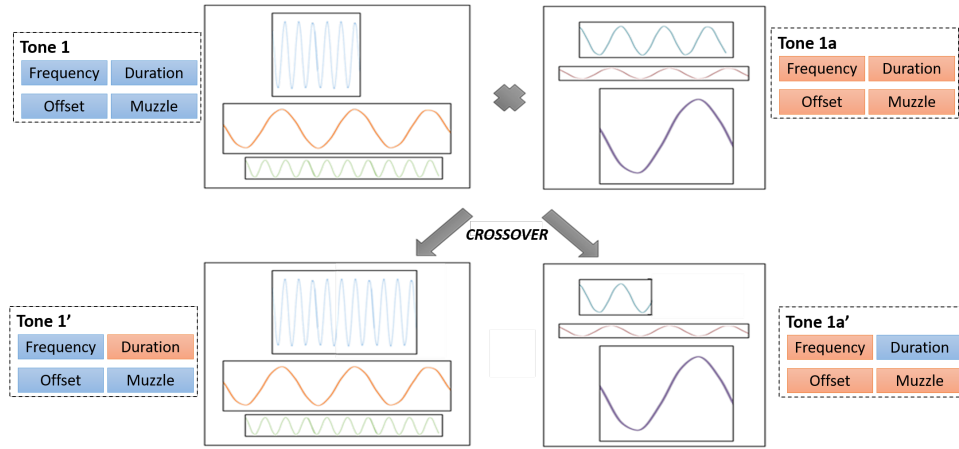 Tone 1
Frequency Duration
Offset Muzzle
Tone 1a
Frequency Duration
Offset Muzzle
CROSSOVER
Tone 1’
Frequency Duration
Offset Muzzle
Tone 1a’
Frequency Duration
Offset Muzzle